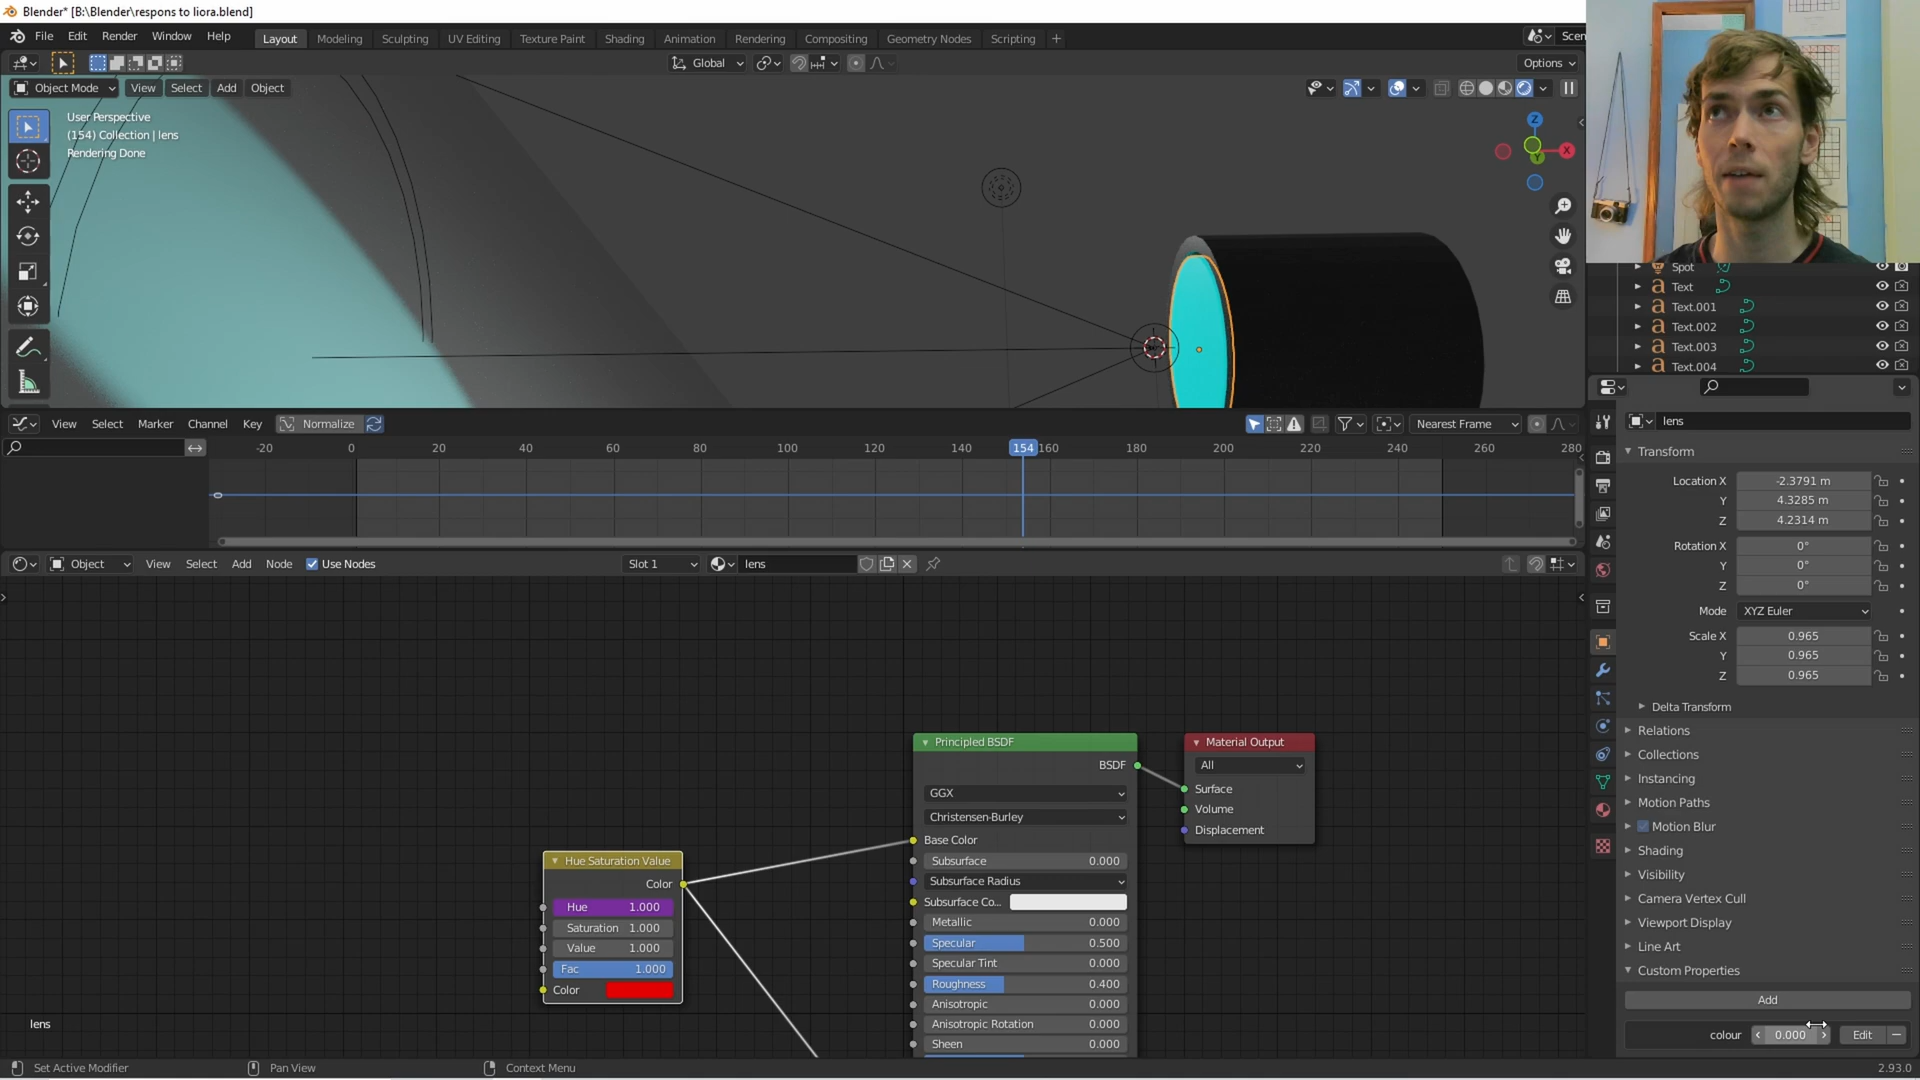 Blender* [B:\Blender\respons to liora.blend]
File Edit Render Window Help
Layout Modeling Sculpting UV Editing Texture Paint Shading Animation Rendering Compositing Geometry Nodes Scripting +
Scen
Global
Options
Object Mode View Select Add Object
User Perspective
(154) Collection | lens
Rendering Done
Z
X
Y
Spot
Text
Text.001
Text.002
Text.003
Text.004
View Select Marker Channel Key Normalize
Nearest Frame
-20 0 20 40 60 80 100 120 140 154 160 180 200 220 240 260 280
lens
Transform
Location X -2.3791 m
Y 4.3285 m
Z 4.2314 m
Rotation X 0°
Y 0°
Z 0°
Mode XYZ Euler
Scale X 0.965
Y 0.965
Z 0.965
Delta Transform
Relations
Collections
Instancing
Motion Paths
Motion Blur
Shading
Visibility
Camera Vertex Cull
Viewport Display
Line Art
Custom Properties
Add
colour 0.000 Edit
Object View Select Add Node Use Nodes
Slot 1
lens
Hue Saturation Value
Color
Hue 1.000
Saturation 1.000
Value 1.000
Fac 1.000
Color
Principled BSDF
BSDF
GGX
Christensen-Burley
Base Color
Subsurface 0.000
Subsurface Radius
Subsurface Co...
Metallic 0.000
Specular 0.500
Specular Tint 0.000
Roughness 0.400
Anisotropic 0.000
Anisotropic Rotation 0.000
Sheen 0.000
Material Output
All
Surface
Volume
Displacement
lens
Set Active Modifier
Pan View
Context Menu
2.93.0